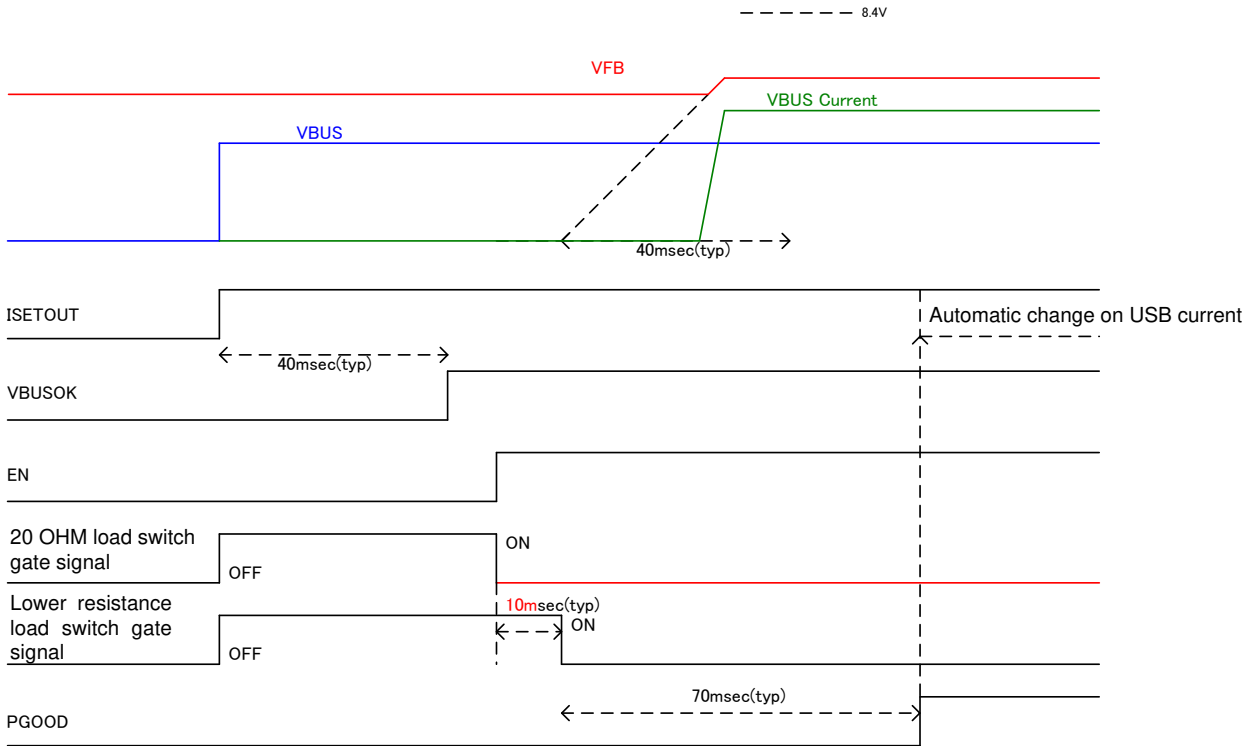 8.4V
VFB
VBUS Current
VBUS
40msec(typ)
ISETOUT
Automatic change on USB current
40msec(typ)
VBUSOK
EN
20 OHM load switch
gate signal
ON
OFF
Lower resistance
load switch gate
signal
10msec(typ)
ON
OFF
70msec(typ)
PGOOD